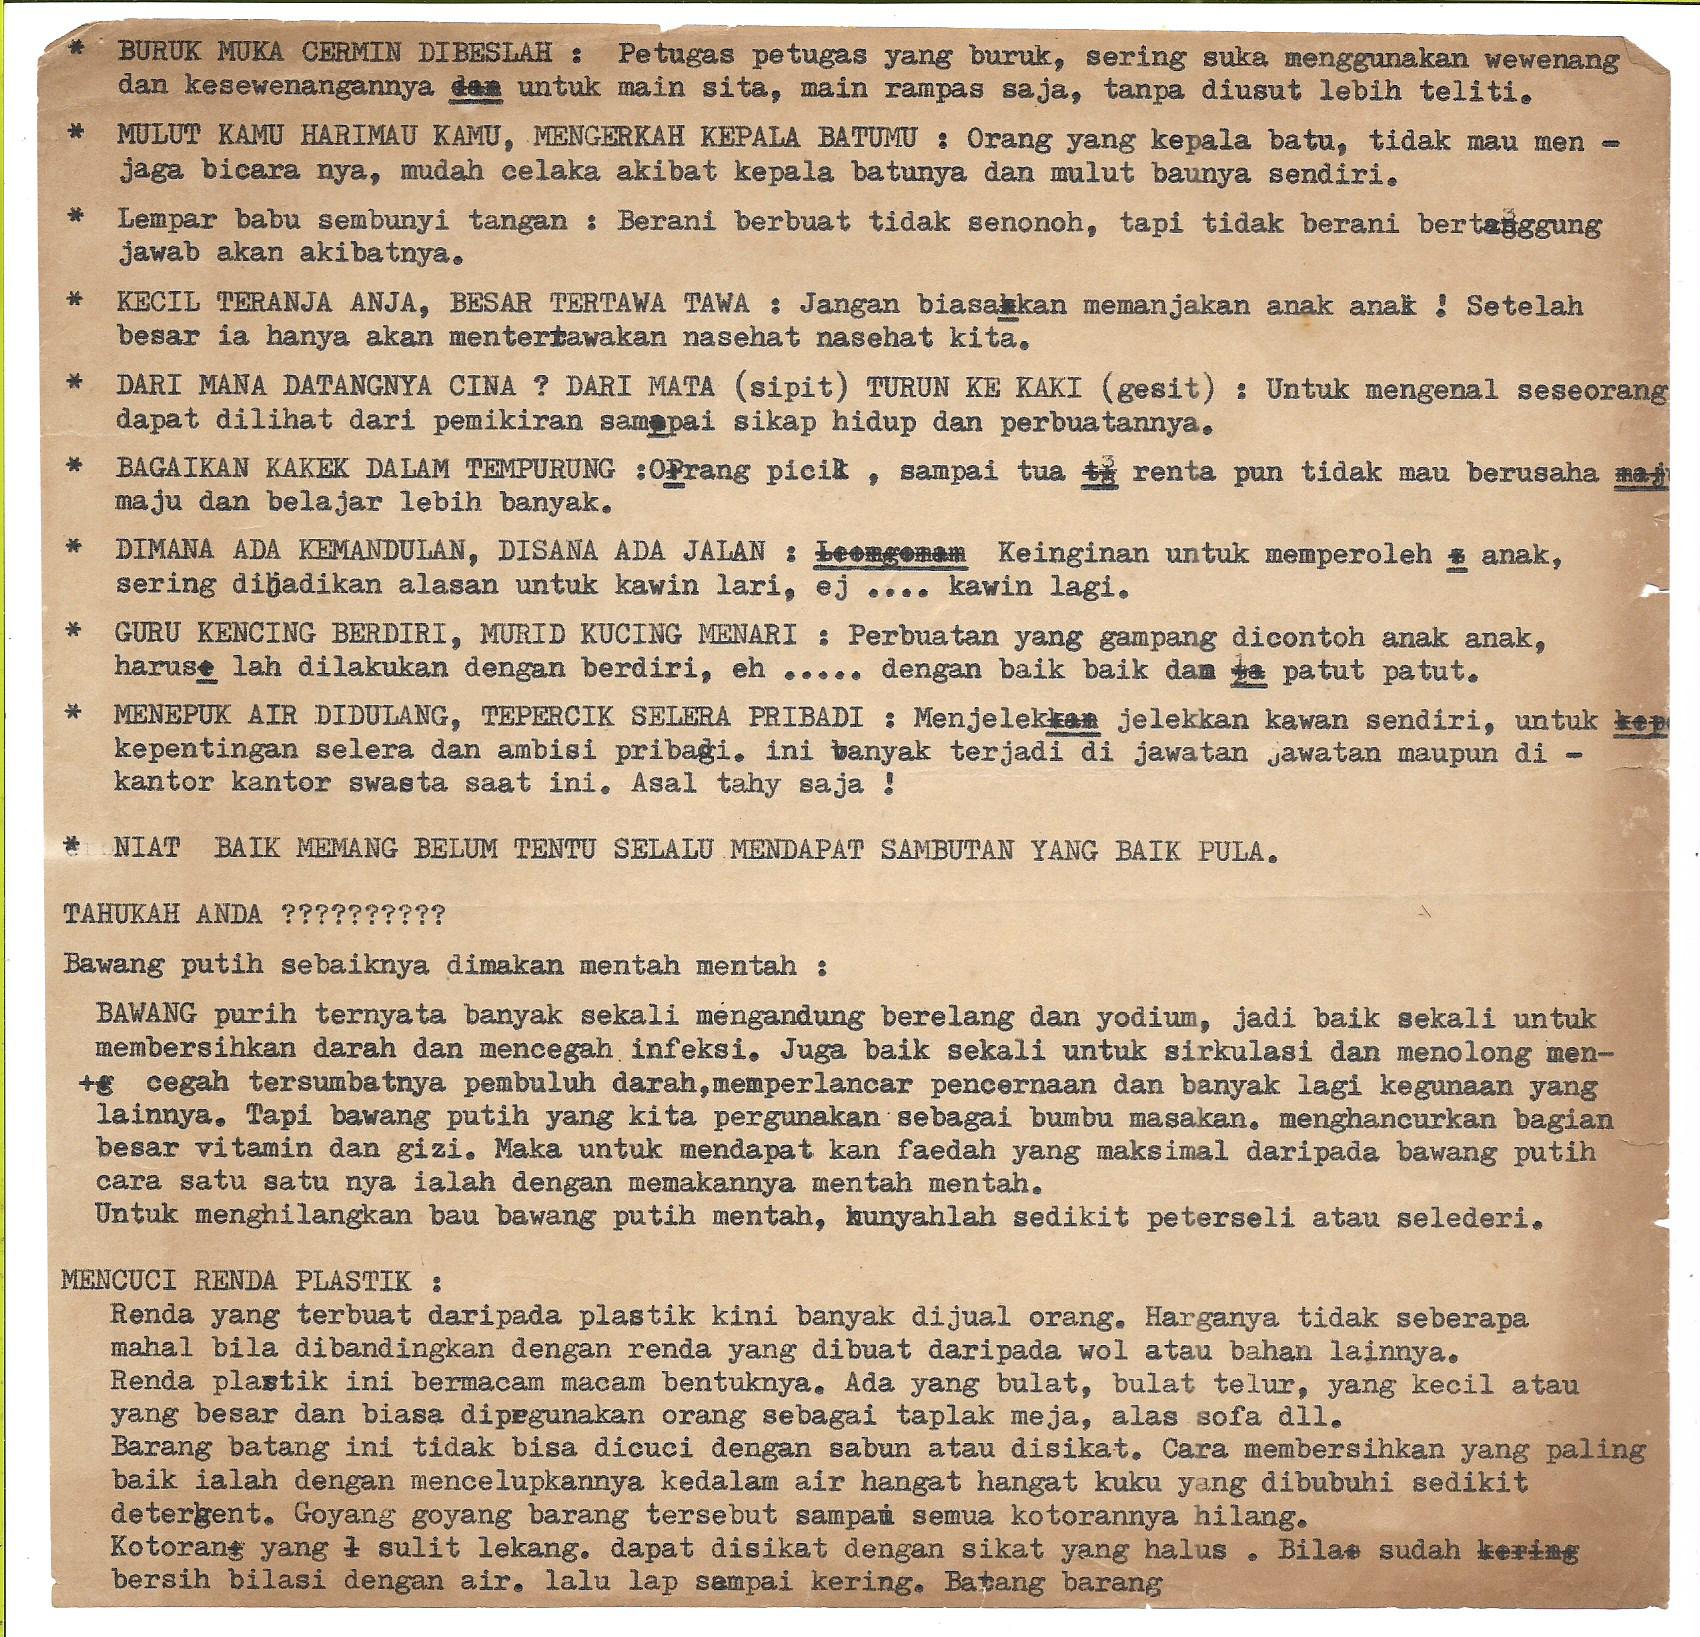 * BURUK MUKA CERMIN DIBESLAH : Petugas petugas yang buruk, sering suka menggunakan wewenang
dan kesewenangannya dan untuk main sita, main rampas saja, tanpa diusut lebih teliti.
* MULUT KAMU HARIMAU KAMU, MENGERKAH KEPALA BATUMU : Orang yang kepala batu, tidak mau men -
jaga bicara nya, mudah celaka akibat kepala batunya dan mulut baunya sendiri.
* Lempar babu sembunyi tangan : Berani berbuat tidak senonoh, tapi tidak berani bertanggung
jawab akan akibatnya.
* KECIL TERANJA ANJA, BESAR TERTAWA TAWA : Jangan biasakan memanjakan anak anak ! Setelah
besar ia hanya akan mentertawakan nasehat nasehat kita.
* DARI MANA DATANGNYA CINA ? DARI MATA (sipit) TURUN KE KAKI (gesit) : Untuk mengenal seseorang
dapat dilihat dari pemikiran sampai sikap hidup dan perbuatannya.
* BAGAIKAN KAKEK DALAM TEMPURUNG :Orang picik , sampai tua renta pun tidak mau berusaha maju
maju dan belajar lebih banyak.
* DIMANA ADA KEMANDULAN, DISANA ADA JALAN : Keinginan untuk memperoleh anak,
sering dijadikan alasan untuk kawin lari, ej .... kawin lagi.
* GURU KENCING BERDIRI, MURID KUCING MENARI : Perbuatan yang gampang dicontoh anak anak,
harus lah dilakukan dengan berdiri, eh ..... dengan baik baik dan patut patut.
* MENEPUK AIR DIDULANG, TEPERCIK SELERA PRIBADI : Menjelekkan jelekkan kawan sendiri, untuk kepe
kepentingan selera dan ambisi pribadi. ini banyak terjadi di jawatan jawatan maupun di -
kantor kantor swasta saat ini. Asal tahy saja !
* NIAT BAIK MEMANG BELUM TENTU SELALU MENDAPAT SAMBUTAN YANG BAIK PULA.
TAHUKAH ANDA ??????????
Bawang putih sebaiknya dimakan mentah mentah :
BAWANG purih ternyata banyak sekali mengandung berelang dan yodium, jadi baik sekali untuk
membersihkan darah dan mencegah infeksi. Juga baik sekali untuk sirkulasi dan menolong men-
cegah tersumbatnya pembuluh darah,memperlancar pencernaan dan banyak lagi kegunaan yang
lainnya. Tapi bawang putih yang kita pergunakan sebagai bumbu masakan. menghancurkan bagian
besar vitamin dan gizi. Maka untuk mendapat kan faedah yang maksimal daripada bawang putih
cara satu satu nya ialah dengan memakannya mentah mentah.
Untuk menghilangkan bau bawang putih mentah, kunyahlah sedikit peterseli atau selederi.
MENCUCI RENDA PLASTIK :
Renda yang terbuat daripada plastik kini banyak dijual orang. Harganya tidak seberapa
mahal bila dibandingkan dengan renda yang dibuat daripada wol atau bahan lainnya.
Renda plastik ini bermacam macam bentuknya. Ada yang bulat, bulat telur, yang kecil atau
yang besar dan biasa dipegunakan orang sebagai taplak meja, alas sofa dll.
Barang batang ini tidak bisa dicuci dengan sabun atau disikat. Cara membersihkan yang paling
baik ialah dengan mencelupkannya kedalam air hangat hangat kuku yang dibubuhi sedikit
detergent. Goyang goyang barang tersebut sampai semua kotorannya hilang.
Kotoran yang sulit lekang. dapat disikat dengan sikat yang halus . Bila sudah kering
bersih bilasi dengan air. lalu lap sampai kering. Batang barang